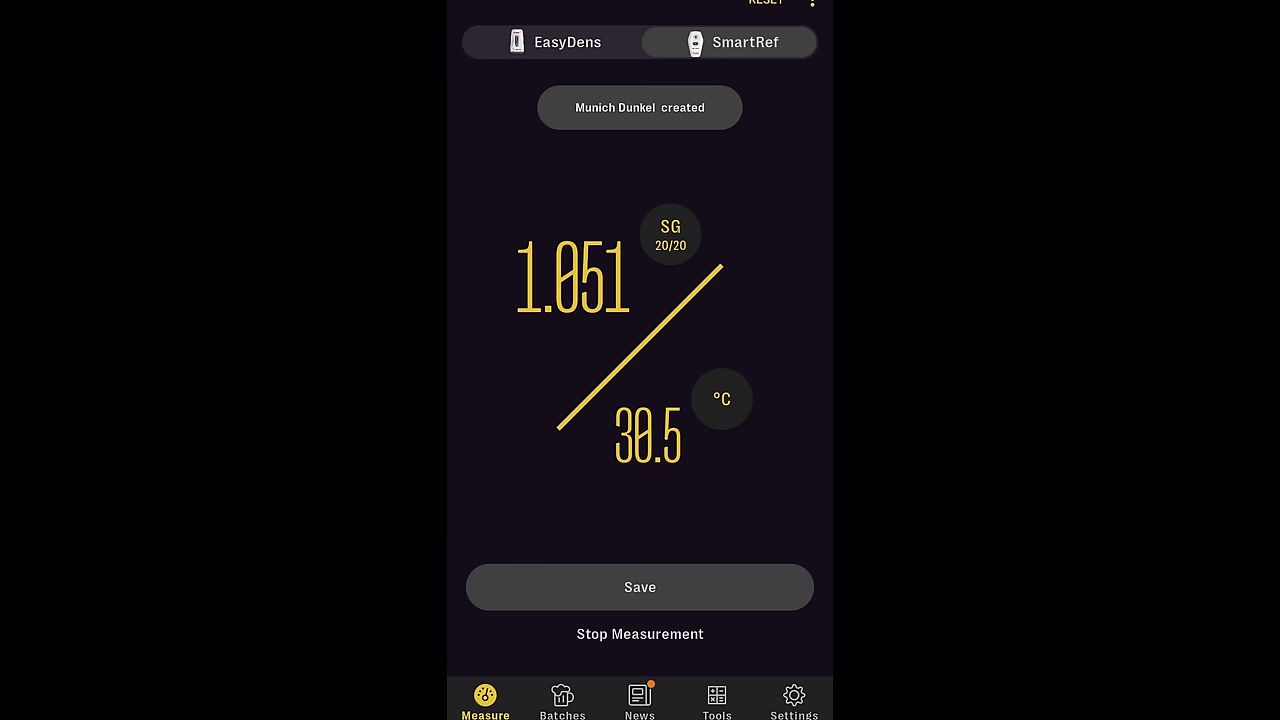 RESET
EasyDens
SmartRef
Munich Dunkel created
SG
20/20
1.051
°C
30.5
Save
Stop Measurement
Measure
Batches
News
Tools
Settings